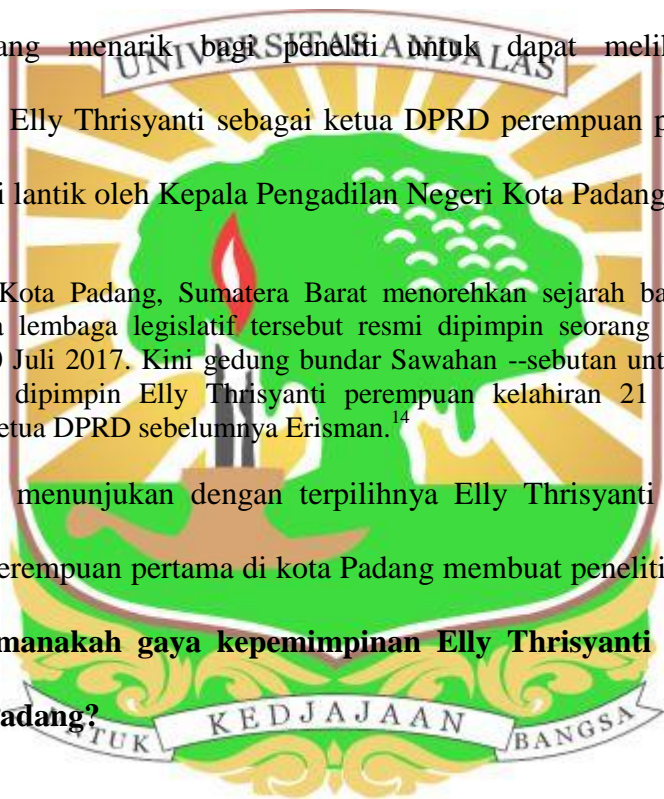 UNIVERSITAS ANDALAS
ang menarik bagi peneliti untuk dapat melih
Elly Thrisyanti sebagai ketua DPRD perempuan p
i lantik oleh Kepala Pengadilan Negeri Kota Padang
Kota Padang, Sumatera Barat menorehkan sejarah ba
a lembaga legislatif tersebut resmi dipimpin seorang
0 Juli 2017. Kini gedung bundar Sawahan --sebutan unt
dipimpin Elly Thrisyanti perempuan kelahiran 21
etua DPRD sebelumnya Erisman.14
menunjukan dengan terpilihnya Elly Thrisyanti
erempuan pertama di kota Padang membuat peneliti
manakah gaya kepemimpinan Elly Thrisyanti
adang?
UNTUK KEDJAJAAN BANGSA